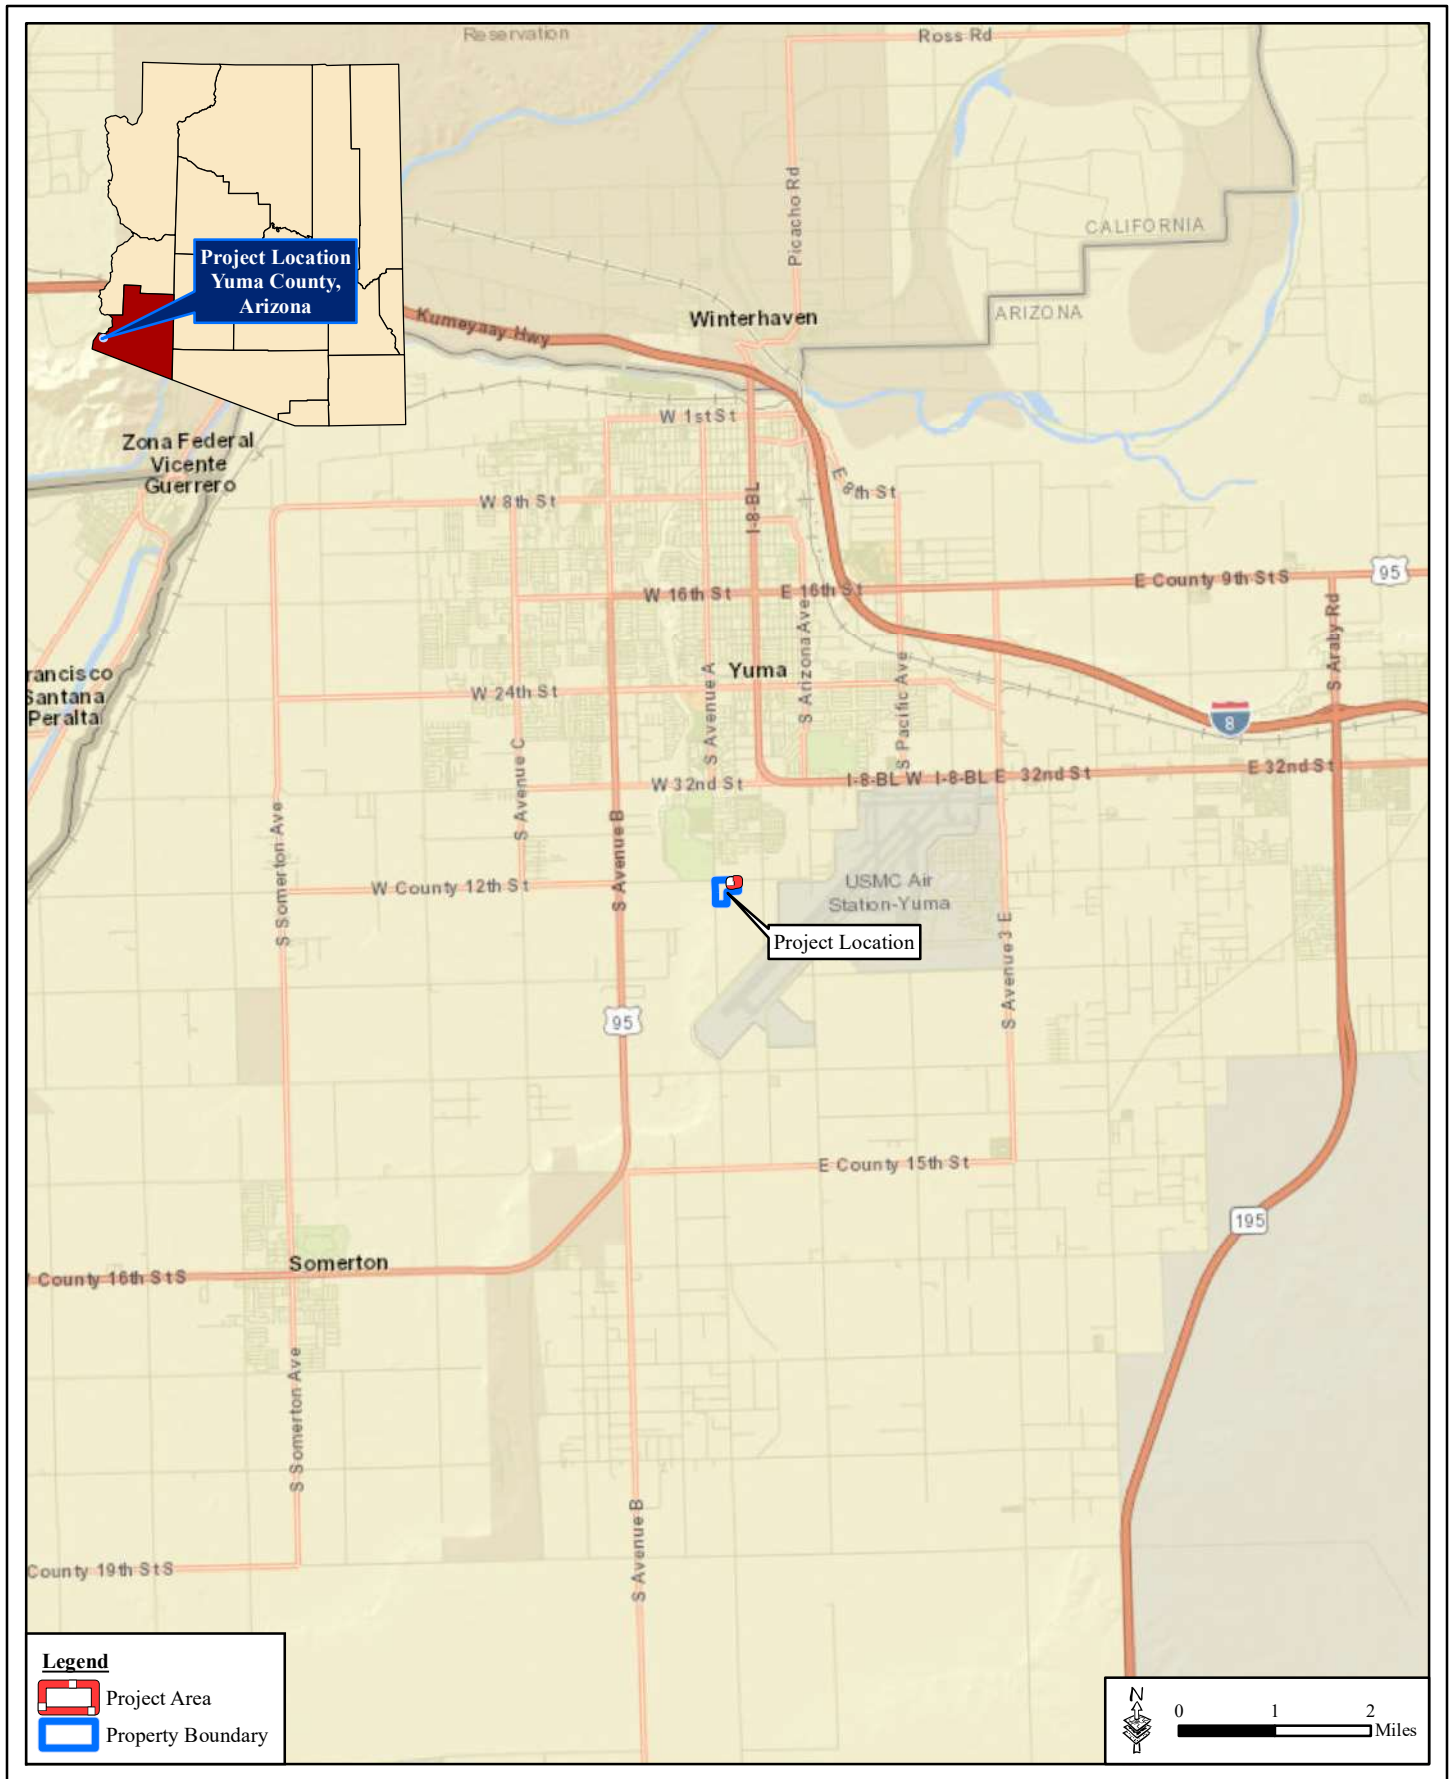 Reservation
Ross Rd
Picacho Rd
CALIFORNIA
ARIZONA
Project Location
Yuma County,
Arizona
Kumeyaay Hwy
Winterhaven
W 1st St
Zona Federal
Vicente
Guerrero
W 8th St
I-8-BL
E 8th St
W 16th St
E 16th St
E County 9th St S
95
S Araby Rd
rancisco
Santana
Peralta
W 24th St
Yuma
S Avenue A
S Arizona Ave
S Pacific Ave
8
S Avenue C
W 32nd St
I-8-BL W
I-8-BL E
32nd St
E 32nd St
S Somerton Ave
S Avenue B
W County 12th St
USMC Air
Station-Yuma
Project Location
S Avenue 3 E
95
E County 15th St
195
Somerton
County 16th St S
S Somerton Ave
S Avenue B
County 19th St S
Legend
Project Area
Property Boundary
N
0 1 2
Miles